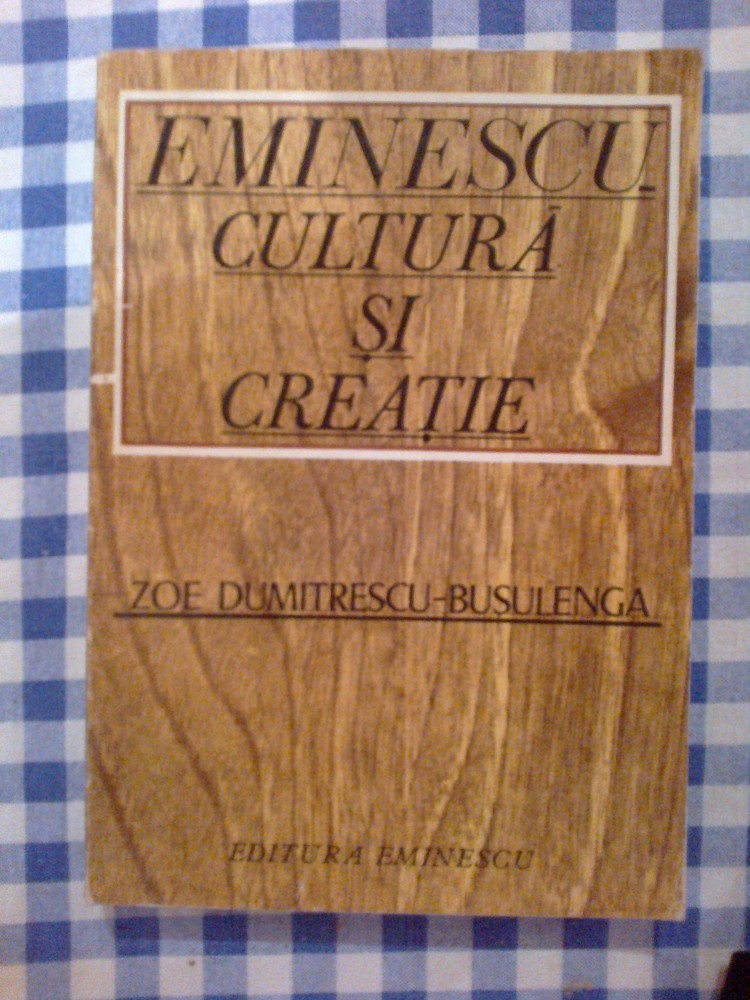 EMINESCU
CULTURĂ
ȘI
CREAȚIE
ZOE DUMITRESCU-BUȘULENGA
EDITURA EMINESCU